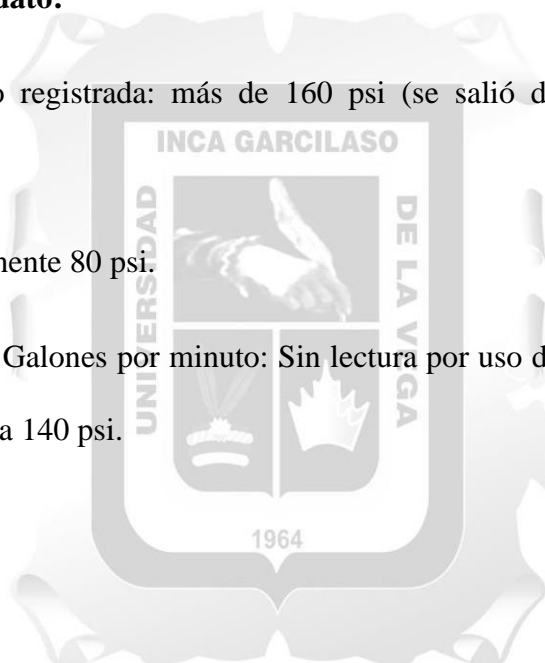 dato:
o registrada: más de 160 psi (se salió d
INCA GARCILASO
UNIVERSIDAD
DE LA VEGA
mente 80 psi.
Galones por minuto: Sin lectura por uso d
a 140 psi.
1964